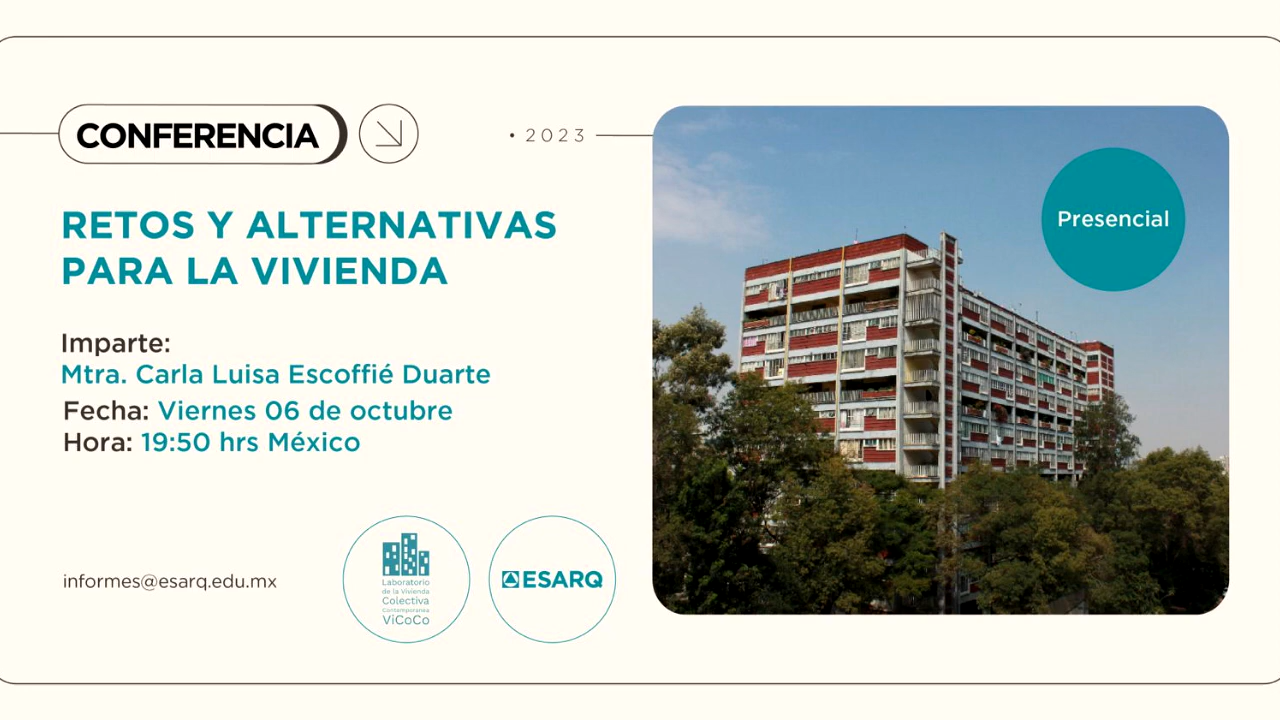 CONFERENCIA
• 2023
RETOS Y ALTERNATIVAS
PARA LA VIVIENDA
Imparte:
Mtra. Carla Luisa Escoffié Duarte
Fecha: Viernes 06 de octubre
Hora: 19:50 hrs México
informes@esarq.edu.mx
Laboratorio
de la Vivienda
Colectiva
Contemporánea
ViCoCo
ESARQ
Presencial